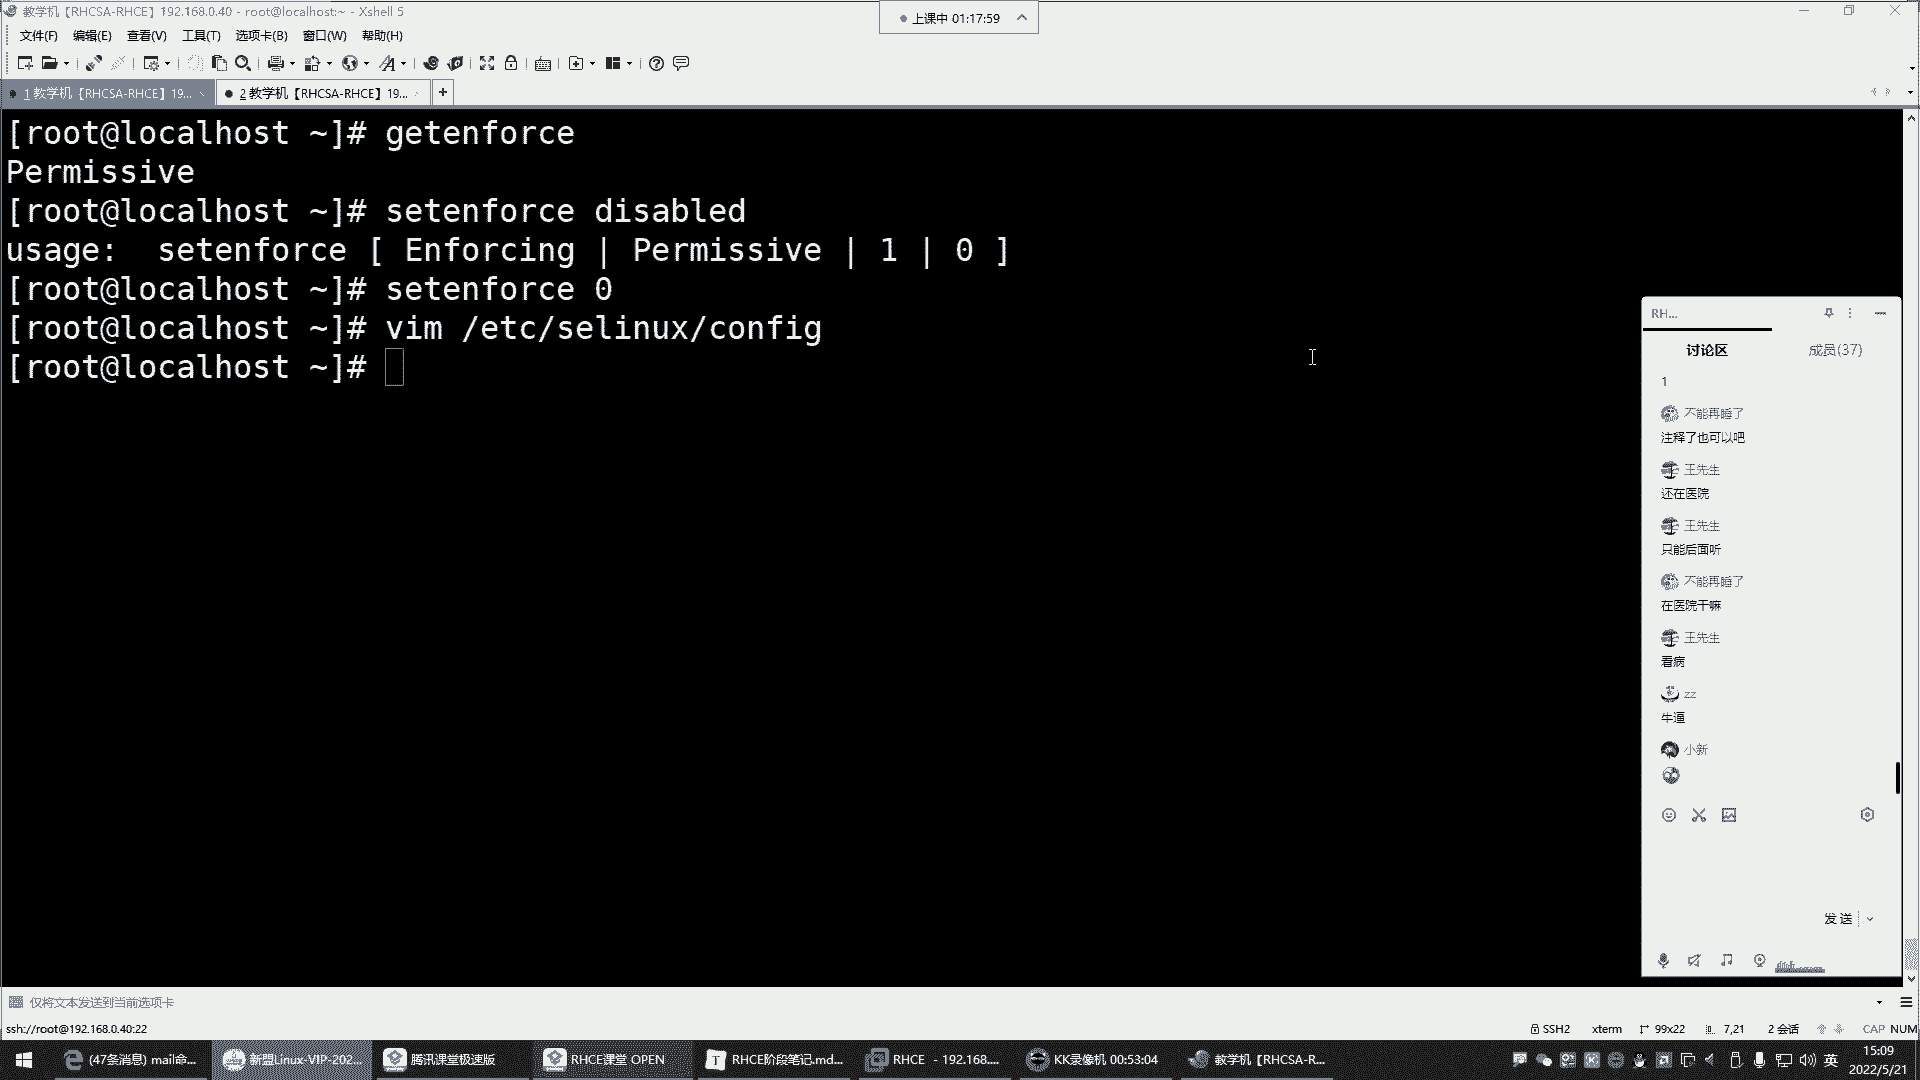 教学机【RHCSA-RHCE】192.168.0.40 - root@localhost:~ - Xshell 5
上课中 01:17:59
文件(F) 编辑(E) 查看(V) 工具(T) 选项卡(B) 窗口(W) 帮助(H)
1 教学机【RHCSA-RHCE】19...
2 教学机【RHCSA-RHCE】19...
[root@localhost ~]# getenforce
Permissive
[root@localhost ~]# setenforce disabled
usage:  setenforce [ Enforcing | Permissive | 1 | 0 ]
[root@localhost ~]# setenforce 0
[root@localhost ~]# vim /etc/selinux/config
[root@localhost ~]#
RH...
讨论区 成员(37)
1
不能再睡了
注释了也可以吧
王先生
还在医院
王先生
只能后面听
不能再睡了
在医院干嘛
王先生
看病
zz
牛逼
小新
发送
仅将文本发送到当前选项卡
ssh://root@192.168.0.40:22
SSH2 xterm 99x22 7,21 2 会话 CAP NUM
(47条消息) mail命...
新盟Linux-VIP-202...
腾讯课堂极速版
RHCE课堂 OPEN
RHCE阶段笔记.md...
RHCE - 192.168....
KK录像机 00:53:04
教学机【RHCSA-R...
英
15:09
2022/5/21